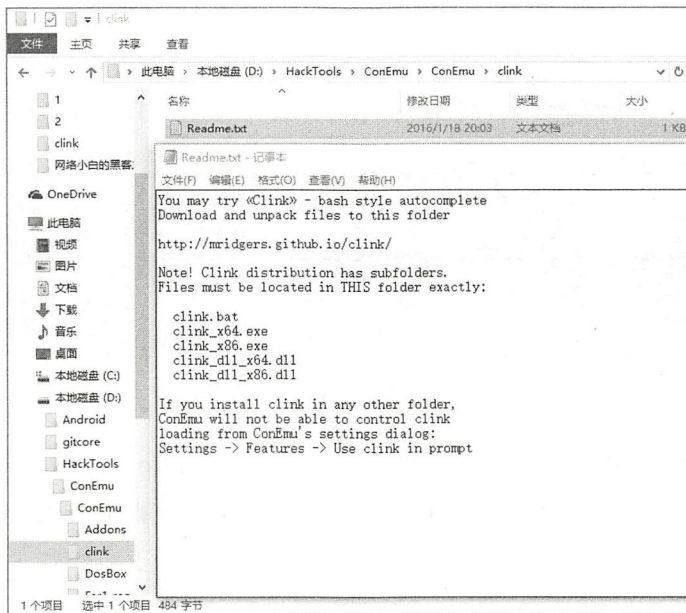 clink
文件 主页 共享 查看
此电脑 › 本地磁盘 (D:) › HackTools › ConEmu › ConEmu › clink
名称 修改日期 类型 大小
Readme.txt 2016/1/18 20:03 文本文档 1 KB
1
2
clink
网络小白的黑客
OneDrive
此电脑
视频
图片
文档
下载
音乐
桌面
本地磁盘 (C:)
本地磁盘 (D:)
Android
gitcore
HackTools
ConEmu
ConEmu
Addons
clink
DosBox
Readme.txt - 记事本
文件(F) 编辑(E) 格式(O) 查看(V) 帮助(H)
You may try «Clink» - bash style autocomplete
Download and unpack files to this folder
http://mridgers.github.io/clink/
Note! Clink distribution has subfolders.
Files must be located in THIS folder exactly:
clink.bat
clink_x64.exe
clink_x86.exe
clink_dll_x64.dll
clink_dll_x86.dll
If you install clink in any other folder,
ConEmu will not be able to control clink
loading from ConEmu's settings dialog:
Settings -> Features -> Use clink in prompt
1 个项目 选中 1 个项目 484 字节